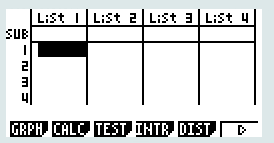 LiSt 1 LiSt 2 LiSt 3 LiSt 4
SUB
1
2
3
4
GRPH CALC TEST INTR DIST ▷